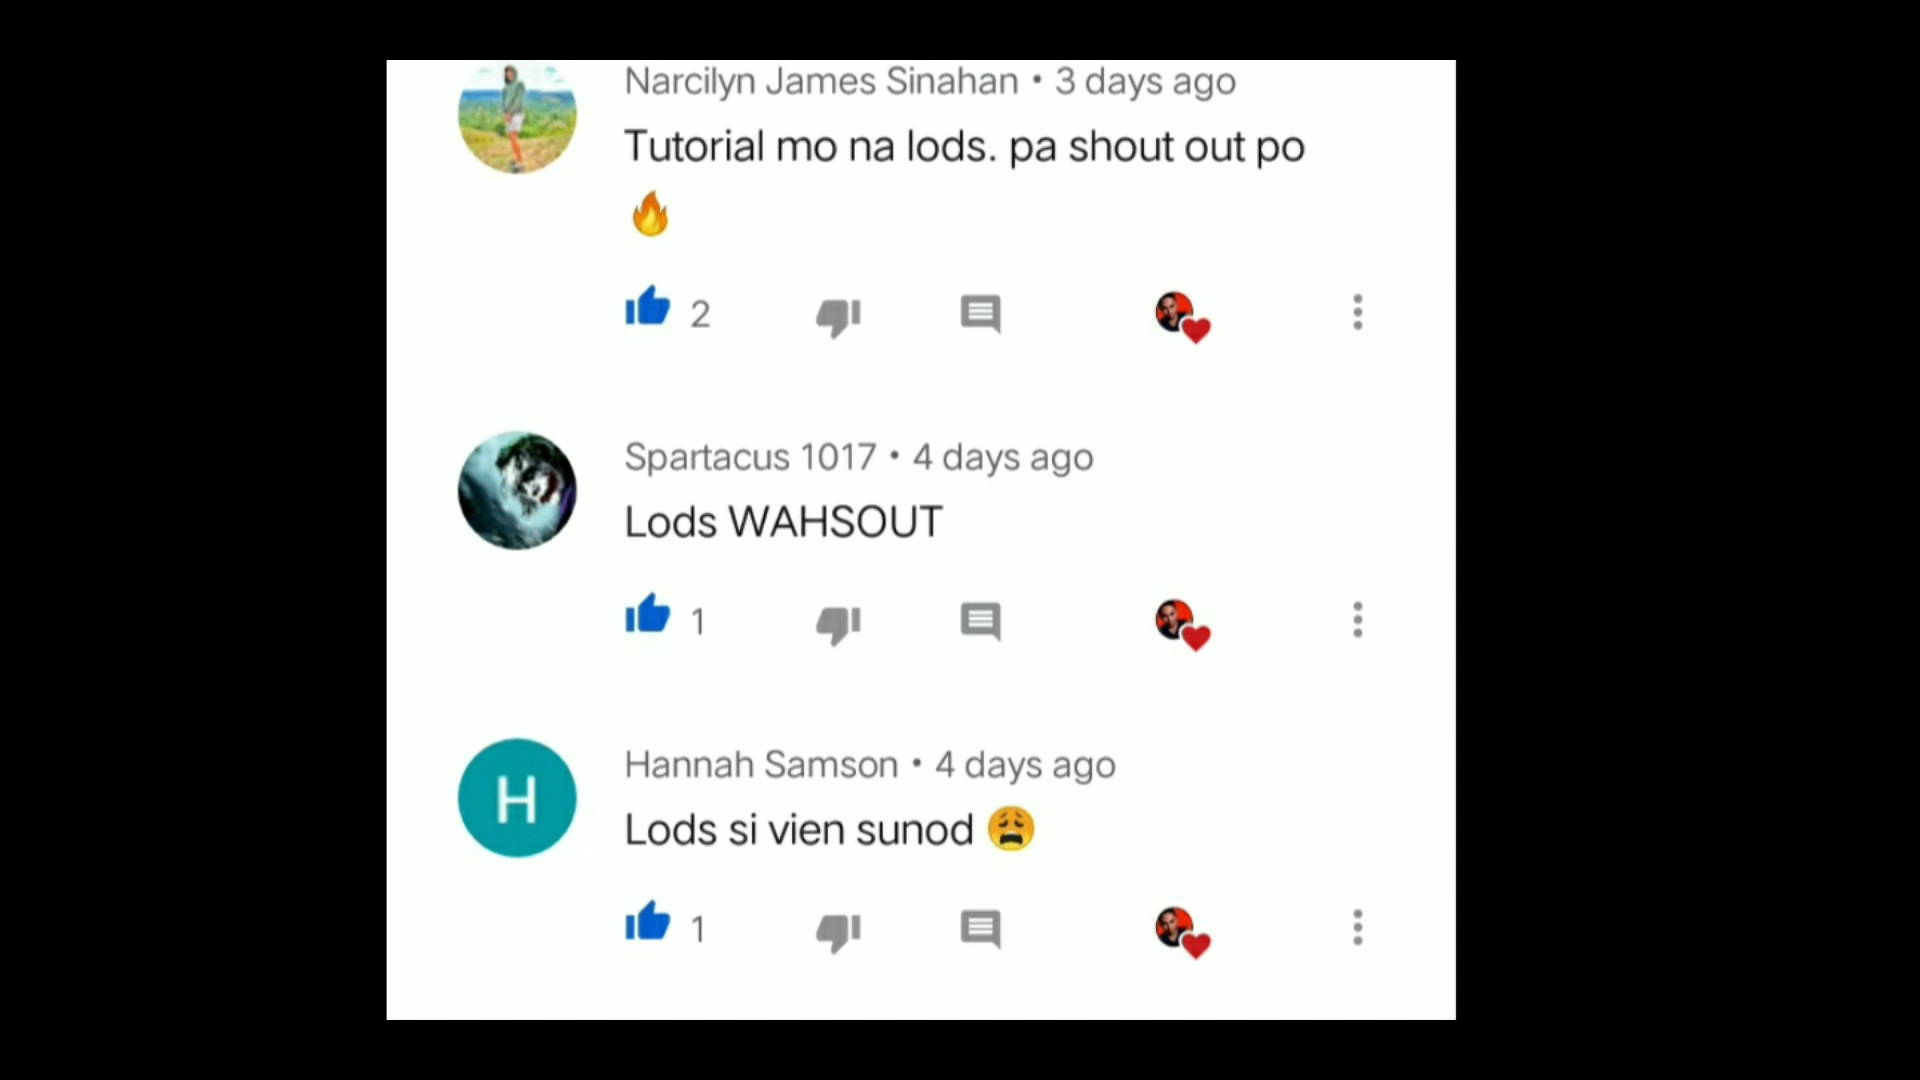 Narcilyn James Sinahan • 3 days ago
Tutorial mo na lods. pa shout out po
🔥
2
Spartacus 1017 • 4 days ago
Lods WAHSOUT
1
H
Hannah Samson • 4 days ago
Lods si vien sunod 😩
1